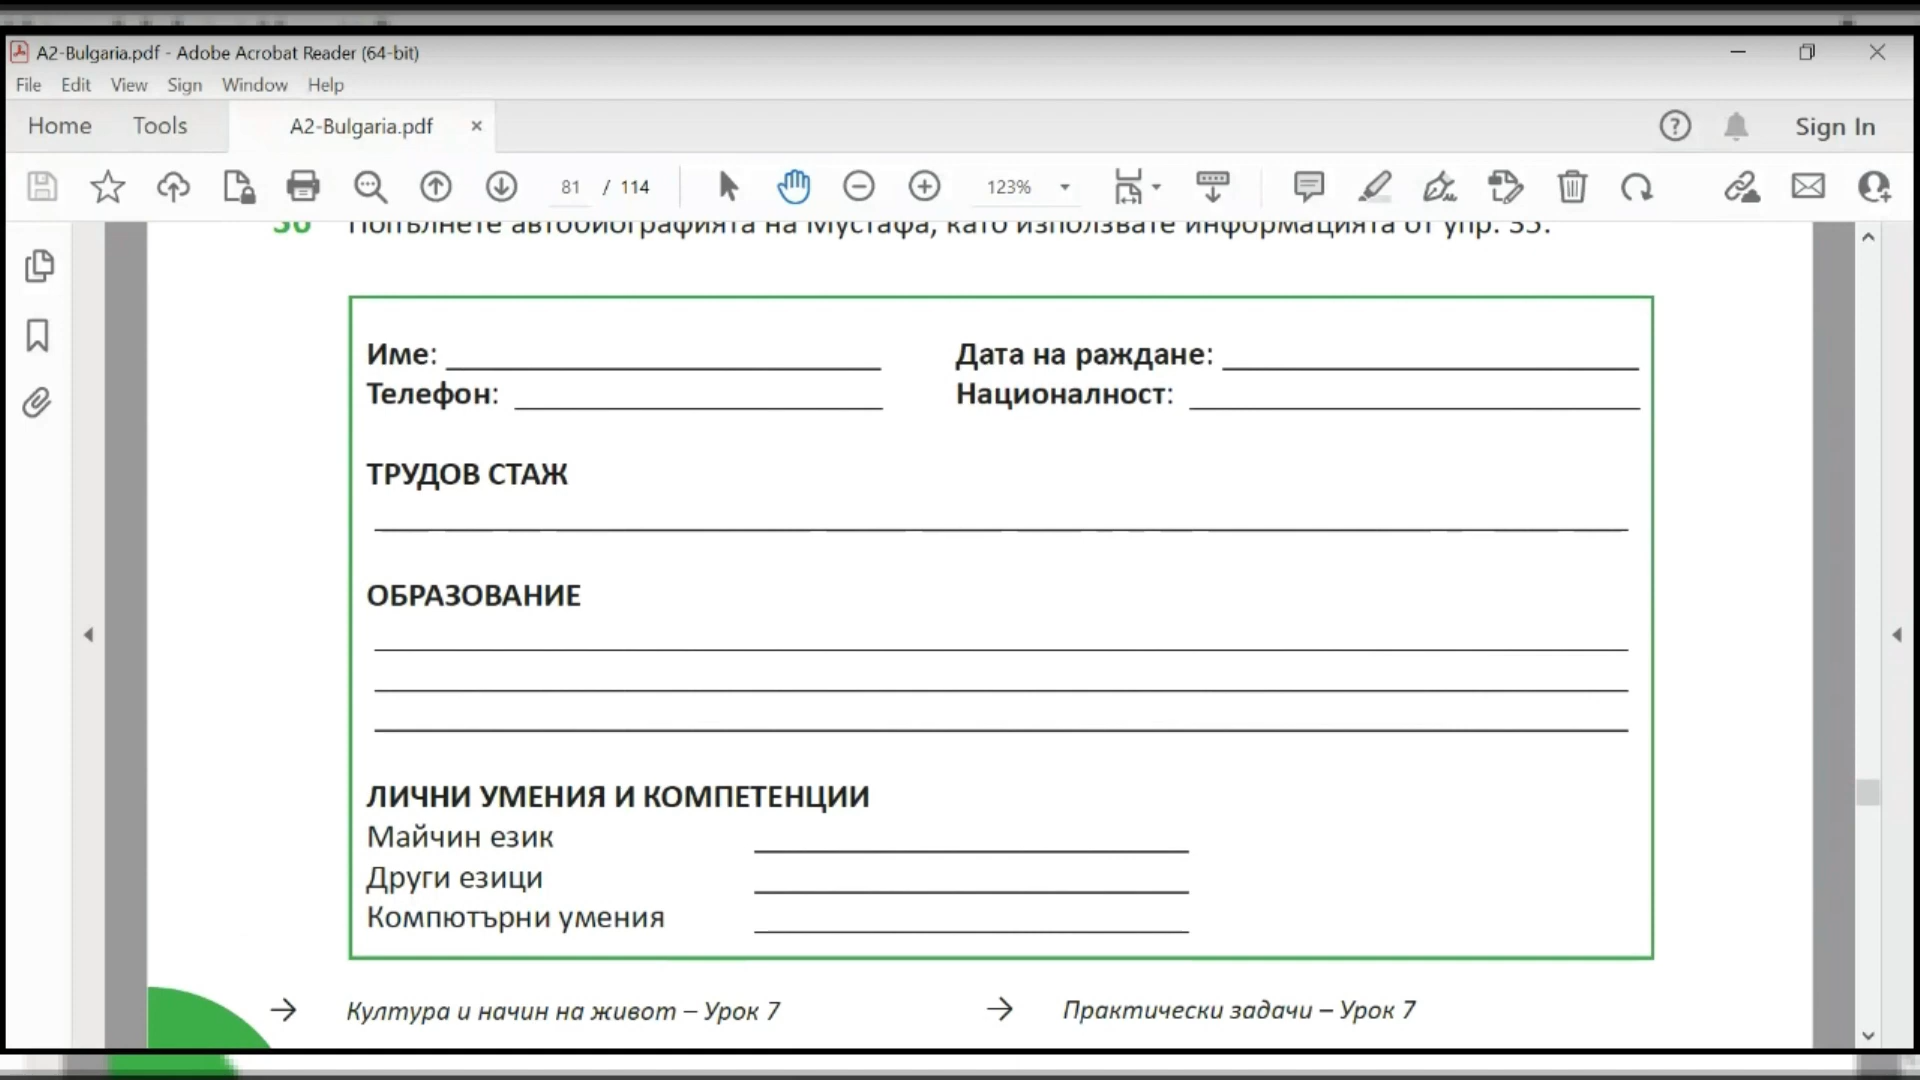 A2-Bulgaria.pdf - Adobe Acrobat Reader (64-bit)
File Edit View Sign Window Help
Home Tools A2-Bulgaria.pdf × Sign In
81 / 114 123%
36 Попълнете автобиографията на Мустафа, като използвате информацията от упр. 35.
Име: Дата на раждане:
Телефон: Националност:
ТРУДОВ СТАЖ
ОБРАЗОВАНИЕ
ЛИЧНИ УМЕНИЯ И КОМПЕТЕНЦИИ
Майчин език
Други езици
Компютърни умения
→ Култура и начин на живот – Урок 7 → Практически задачи – Урок 7